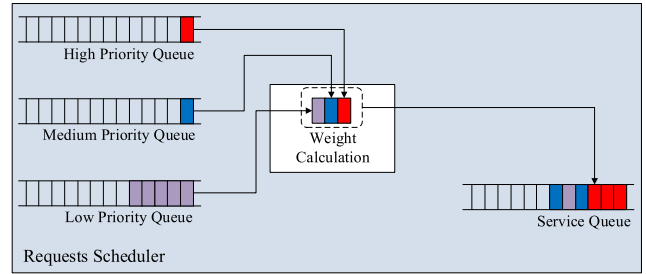 High Priority Queue
Medium Priority Queue
Weight
Calculation
Low Priority Queue
Service Queue
Requests Scheduler